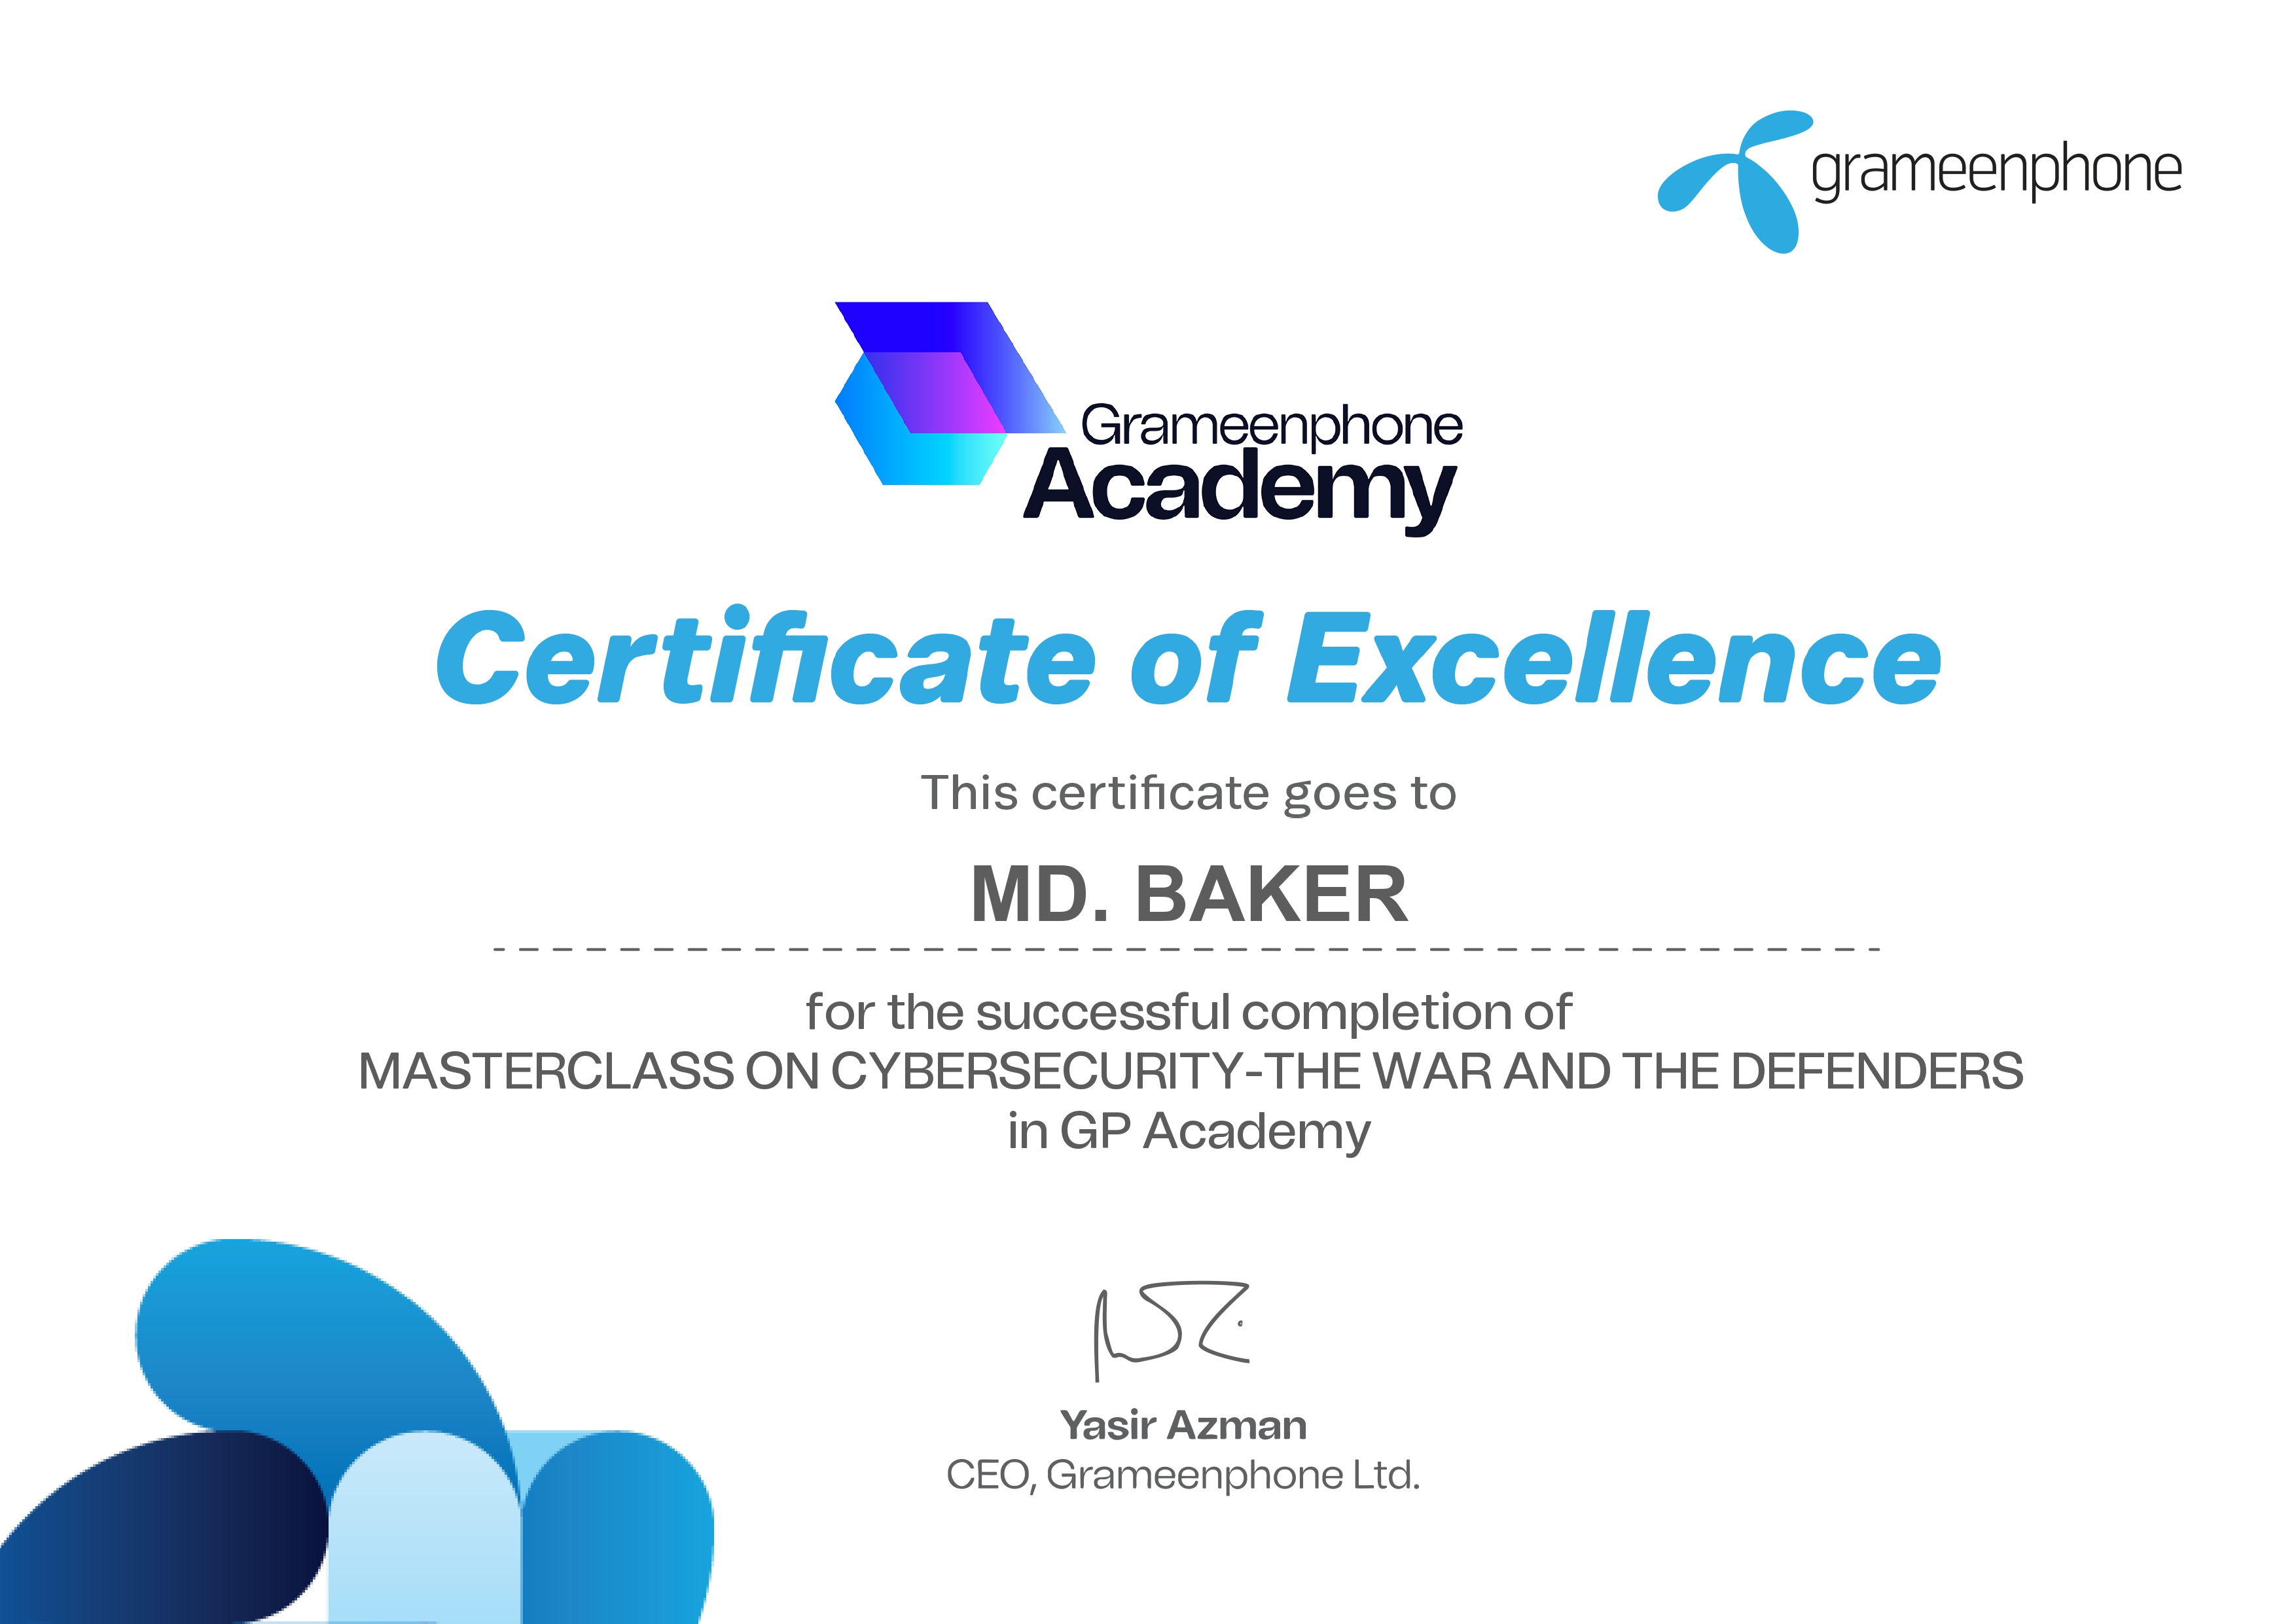 grameenphone
Grameenphone
Academy
Certificate of Excellence
This certificate goes to
MD. BAKER
for the successful completion of
MASTERCLASS ON CYBERSECURITY-THE WAR AND THE DEFENDERS
in GP Academy
Yasir Azman
CEO, Grameenphone Ltd.